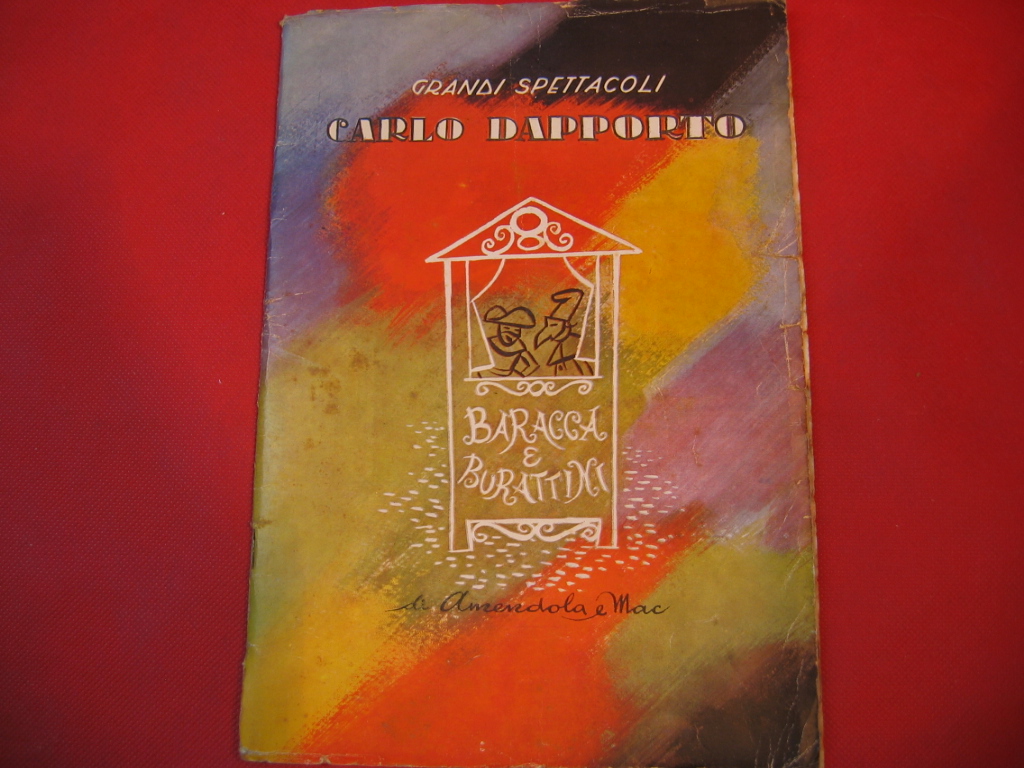 GRANDI SPETTACOLI
CARLO DAPPORTO
BARACCA
E
BURATTINI
di Amendola e Mac